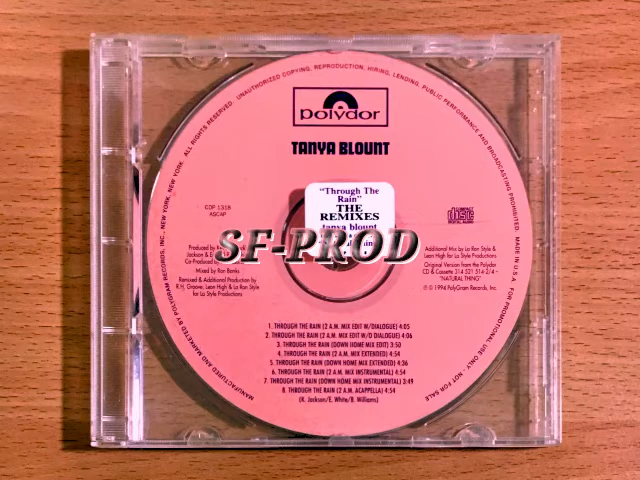 ALL RIGHTS RESERVED. UNAUTHORIZED COPYING, REPRODUCTION, HIRING, LENDING, PUBLIC PERFORMANCE AND BROADCASTING PROHIBITED. MADE IN U.S.A. FOR PROMOTIONAL USE ONLY - NOT FOR SALE
MANUFACTURED AND MARKETED BY POLYGRAM RECORDS, INC., NEW YORK, NEW YORK.
polydor
TANYA BLOUNT
CDP 1318
ASCAP
"Through The
Rain"
THE
REMIXES
tanya blount
COMPACT
disc
DIGITAL AUDIO
SF-PROD
Produced by
Jackson & E.
Co-Produced by
Mixed by Ron Banks
Remixed & Additional Production by
R.H. Groove, Leon High & La Ron Style
for La Style Productions
Additional Mix by La Ron Style &
Leon High for La Style Productions
Original Version from the Polydor
CD & Cassette 314 521 514-2/4 -
"NATURAL THING"
℗ © 1994 PolyGram Records, Inc.
1. THROUGH THE RAIN (2 A.M. MIX EDIT W/DIALOGUE) 4:05
2. THROUGH THE RAIN (2 A.M. MIX EDIT W/O DIALOGUE) 4:06
3. THROUGH THE RAIN (DOWN HOME MIX EDIT) 3:50
4. THROUGH THE RAIN (2 A.M. MIX EXTENDED) 4:54
5. THROUGH THE RAIN (DOWN HOME MIX EXTENDED) 4:36
6. THROUGH THE RAIN (2 A.M. MIX INSTRUMENTAL) 4:54
7. THROUGH THE RAIN (DOWN HOME MIX INSTRUMENTAL) 3:49
8. THROUGH THE RAIN (2 A.M. ACAPPELLA) 4:54
(K. Jackson/E. White/B. Williams)